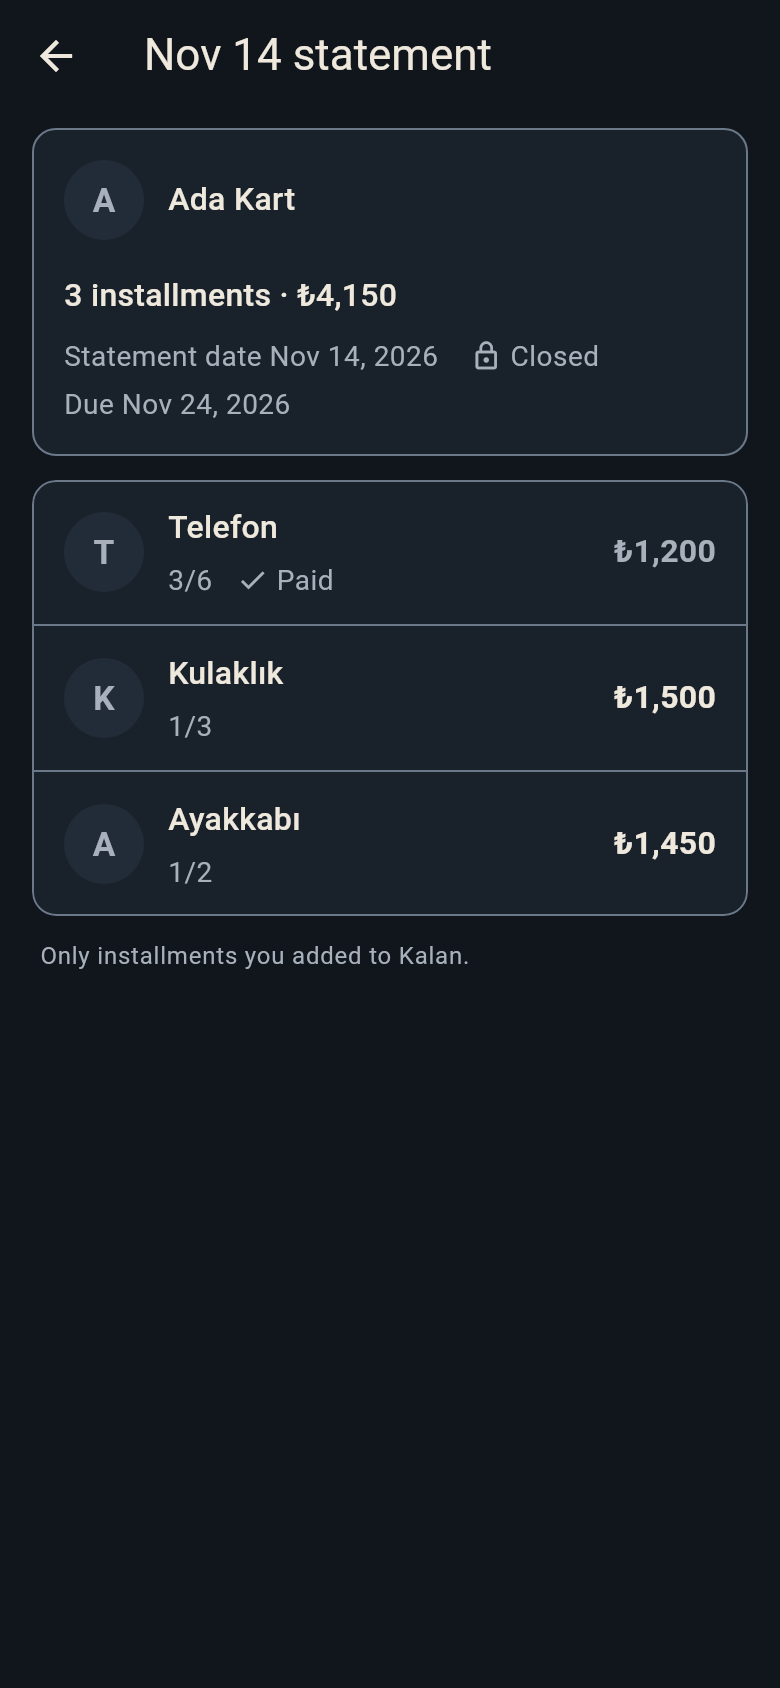 Nov 14 statement
A
Ada Kart
3 installments · ₺4,150
Statement date Nov 14, 2026 Closed
Due Nov 24, 2026
T
Telefon
3/6 Paid
₺1,200
K
Kulaklık
1/3
₺1,500
A
Ayakkabı
1/2
₺1,450
Only installments you added to Kalan.